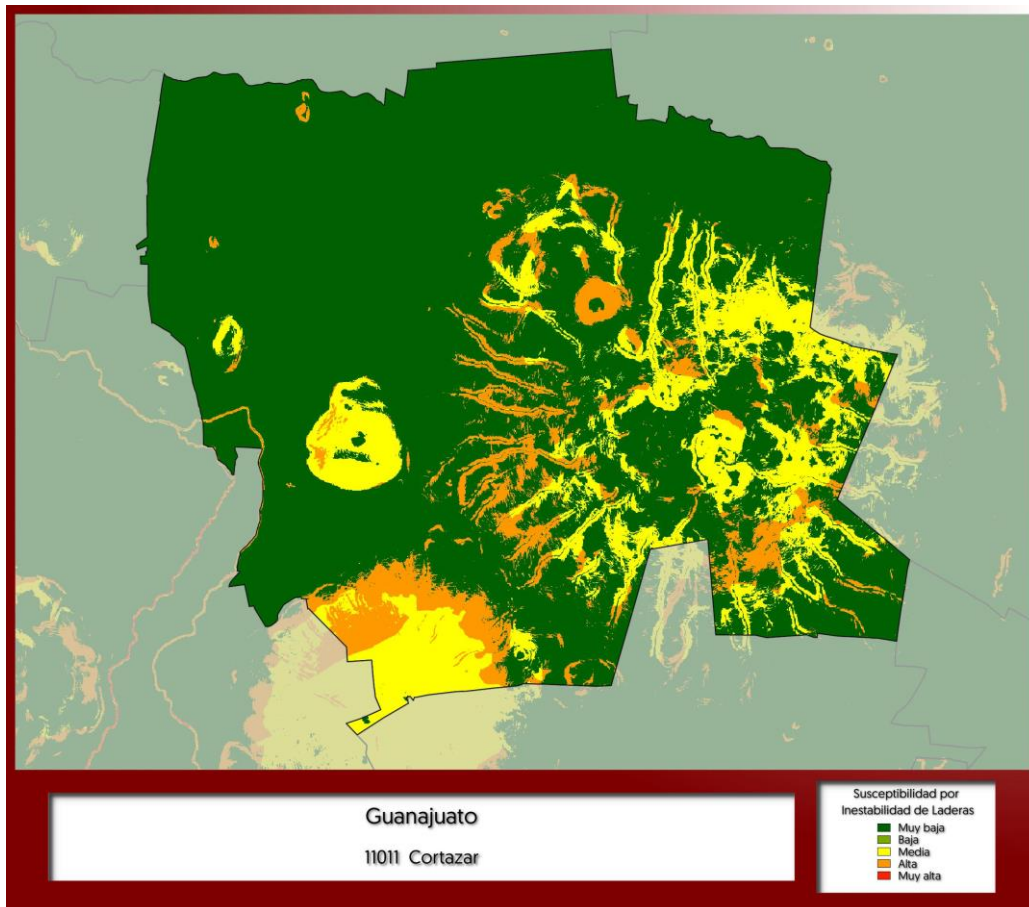 Guanajuato
11011 Cortazar
Susceptibilidad por
Inestabilidad de Laderas
Muy baja
Baja
Media
Alta
Muy alta